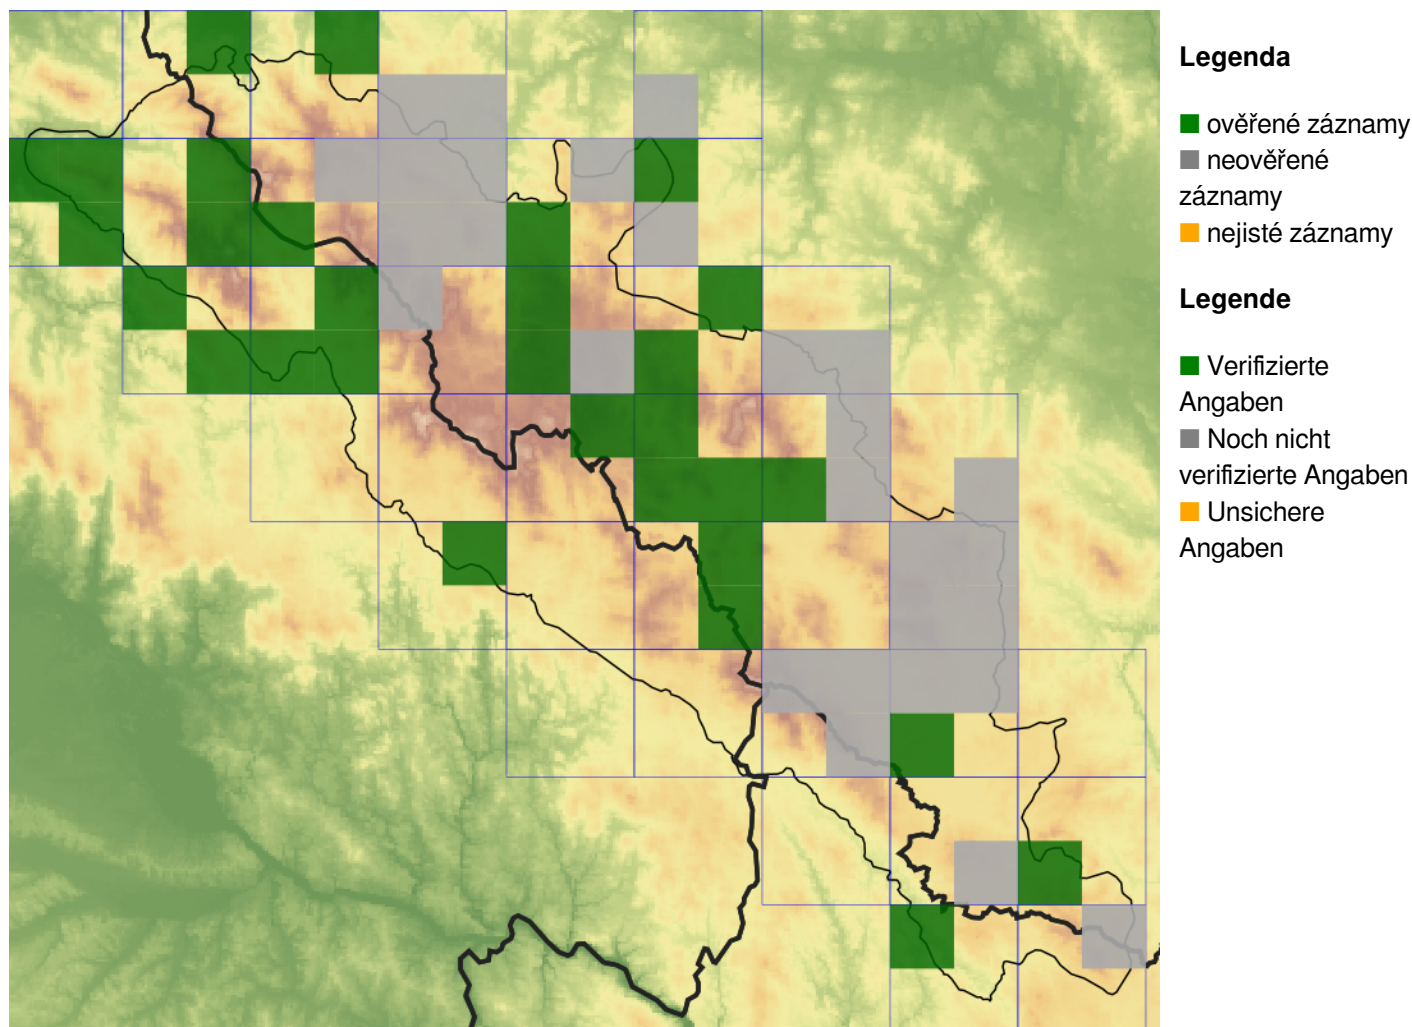 Legenda
ověřené záznamy
neověřené
záznamy
nejisté záznamy
Legende
Verifizierte
Angaben
Noch nicht
verifizierte Angaben
Unsichere
Angaben